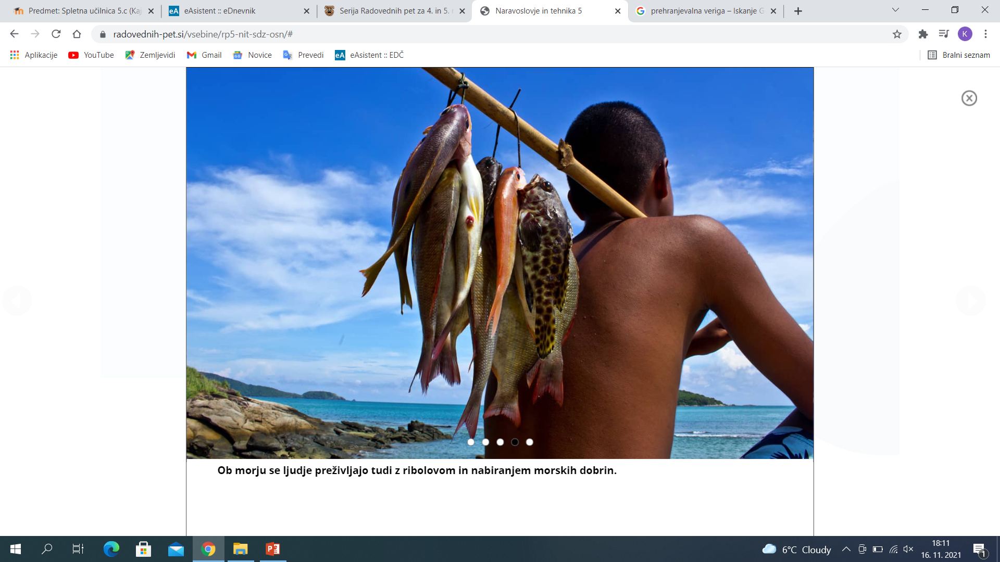 Predmet: Spletna učilnica 5.c (Kaj
eAsistent :: eDnevnik
Serija Radovednih pet za 4. in 5. r
Naravoslovje in tehnika 5
prehranjevalna veriga – Iskanje G
radovednih-pet.si/vsebine/rp5-nit-sdz-osn/#
K
Aplikacije
YouTube
Zemljevidi
Gmail
Novice
Prevedi
eA
eAsistent :: EDČ
Bralni seznam
Ob morju se ljudje preživljajo tudi z ribolovom in nabiranjem morskih dobrin.
6°C Cloudy
18:11
16. 11. 2021
1